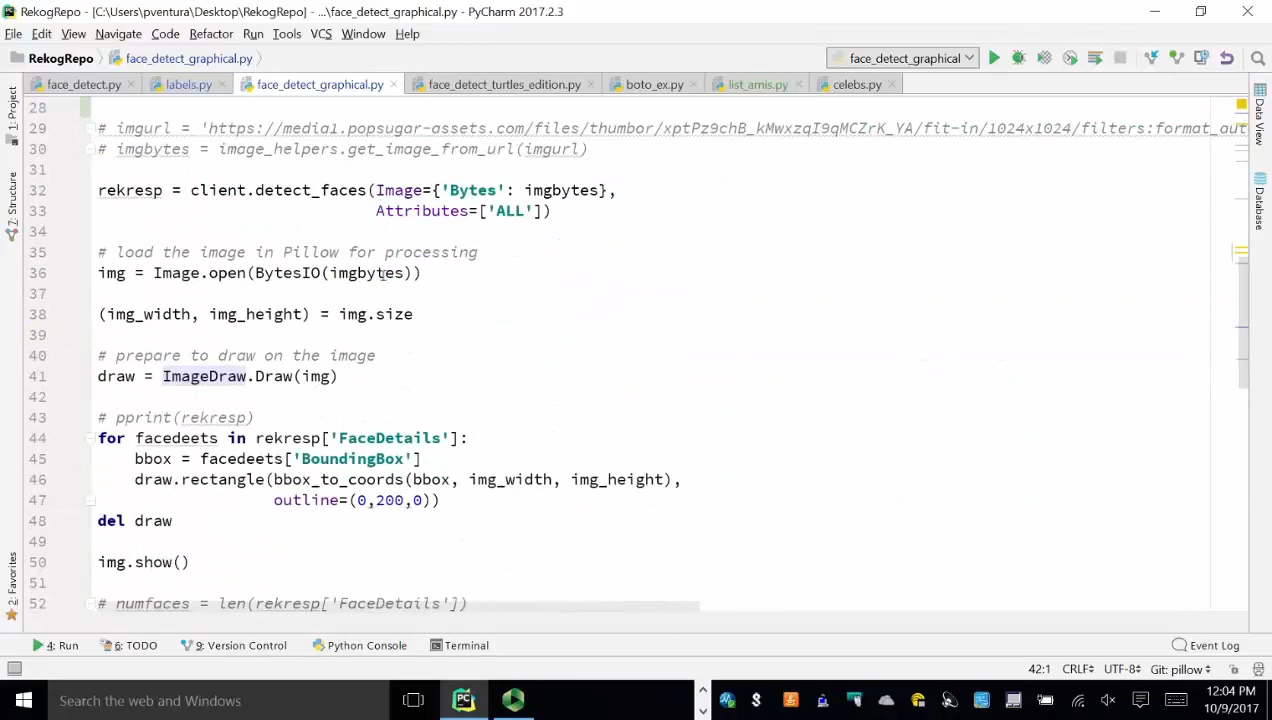 RekogRepo - [C:\Users\pventura\Desktop\RekogRepo] - ...\face_detect_graphical.py - PyCharm 2017.2.3
File Edit View Navigate Code Refactor Run Tools VCS Window Help
RekogRepo face_detect_graphical.py face_detect_graphical
face_detect.py labels.py face_detect_graphical.py face_detect_turtles_edition.py boto_ex.py list_amis.py celebs.py
1: Project
7: Structure
2: Favorites
Data View
Database
28
29 # imgurl = 'https://media1.popsugar-assets.com/files/thumbor/xptPz9chB_kMwxzqI9qMCZrK_YA/fit-in/1024x1024/filters:format_aut
30 # imgbytes = image_helpers.get_image_from_url(imgurl)
31
32 rekresp = client.detect_faces(Image={'Bytes': imgbytes},
33 Attributes=['ALL'])
34
35 # load the image in Pillow for processing
36 img = Image.open(BytesIO(imgbytes))
37
38 (img_width, img_height) = img.size
39
40 # prepare to draw on the image
41 draw = ImageDraw.Draw(img)
42
43 # pprint(rekresp)
44 for facedeets in rekresp['FaceDetails']:
45 bbox = facedeets['BoundingBox']
46 draw.rectangle(bbox_to_coords(bbox, img_width, img_height),
47 outline=(0,200,0))
48 del draw
49
50 img.show()
51
52 # numfaces = len(rekresp['FaceDetails'])
4: Run 6: TODO 9: Version Control Python Console Terminal Event Log
42:1 CRLF UTF-8 Git: pillow
Search the web and Windows
12:04 PM
10/9/2017